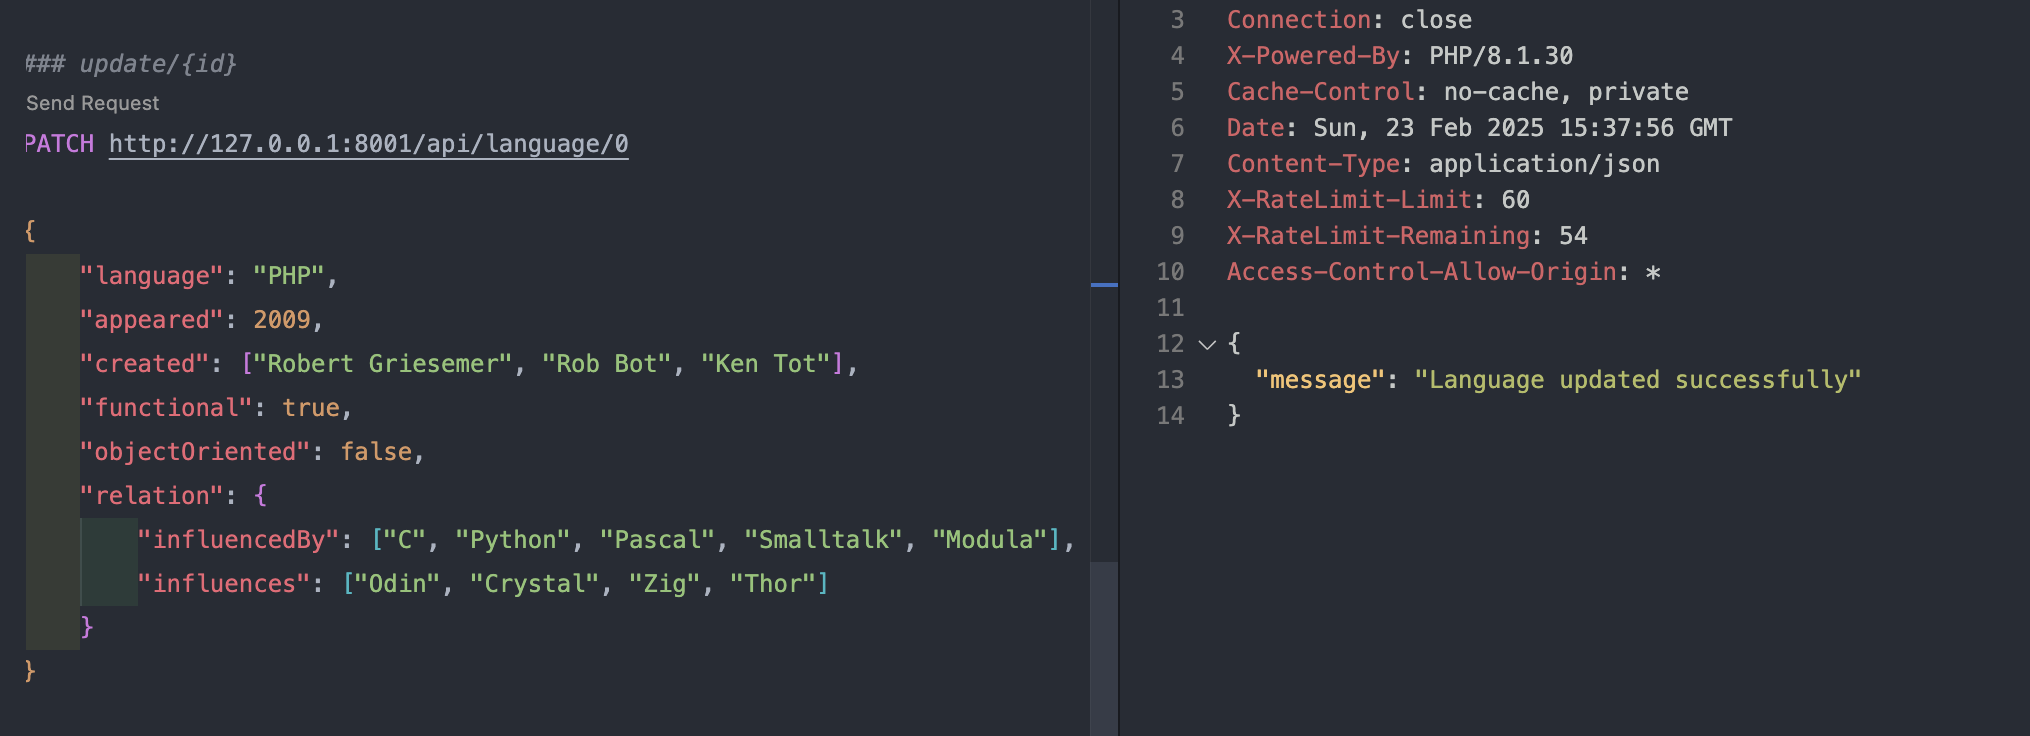 ### update/{id}
Send Request
PATCH http://127.0.0.1:8001/api/language/0
{
"language": "PHP",
"appeared": 2009,
"created": ["Robert Griesemer", "Rob Bot", "Ken Tot"],
"functional": true,
"objectOriented": false,
"relation": {
"influencedBy": ["C", "Python", "Pascal", "Smalltalk", "Modula"],
"influences": ["Odin", "Crystal", "Zig", "Thor"]
}
}
3 Connection: close
4 X-Powered-By: PHP/8.1.30
5 Cache-Control: no-cache, private
6 Date: Sun, 23 Feb 2025 15:37:56 GMT
7 Content-Type: application/json
8 X-RateLimit-Limit: 60
9 X-RateLimit-Remaining: 54
10 Access-Control-Allow-Origin: *
11
12 {
13 "message": "Language updated successfully"
14 }